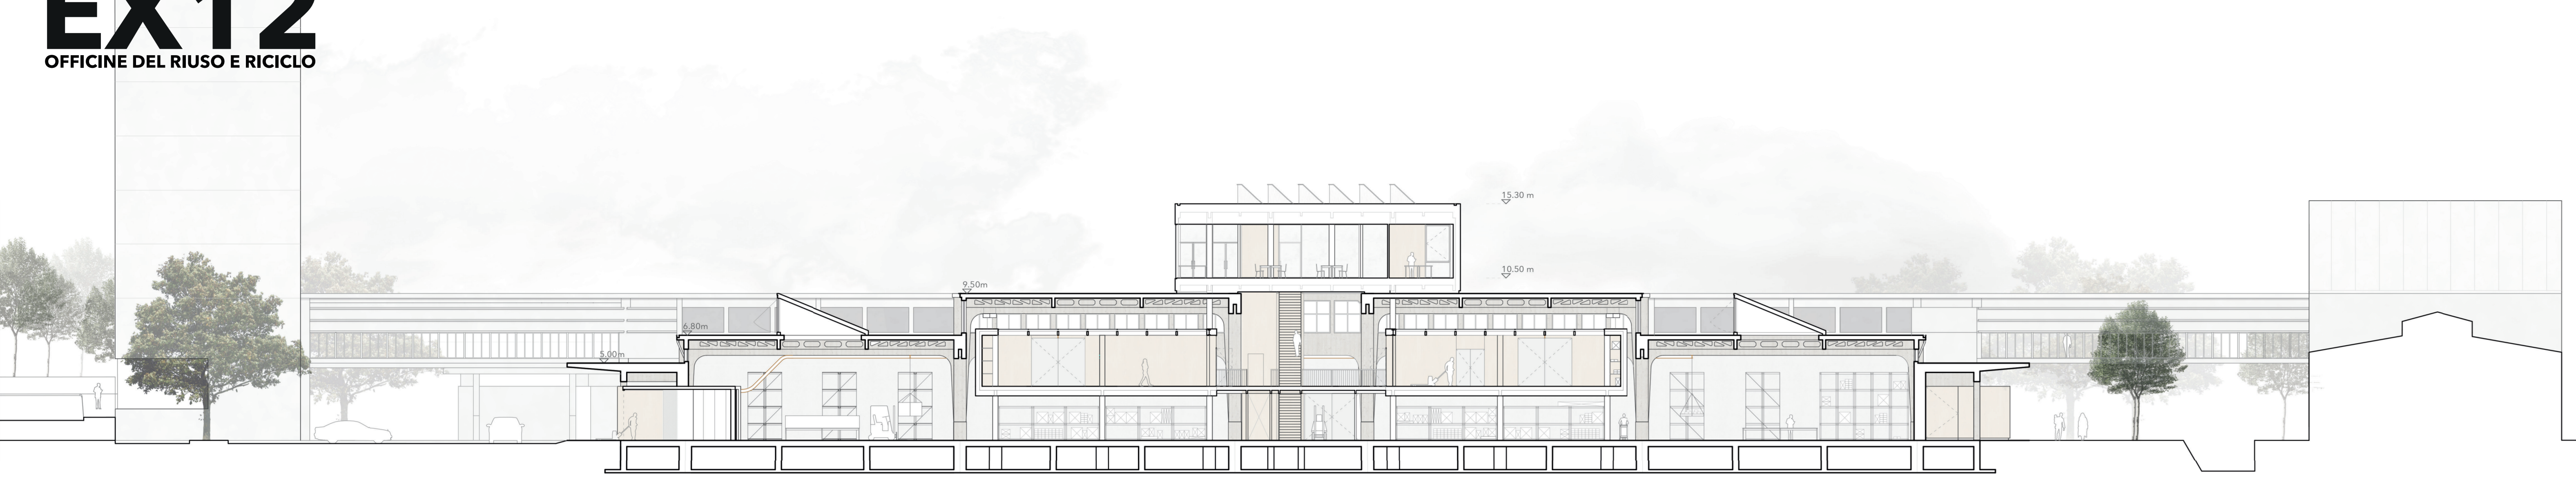 EX12
OFFICINE DEL RIUSO E RICICLO
15.30 m
10.50 m
9.50m
6.80m
5.00m